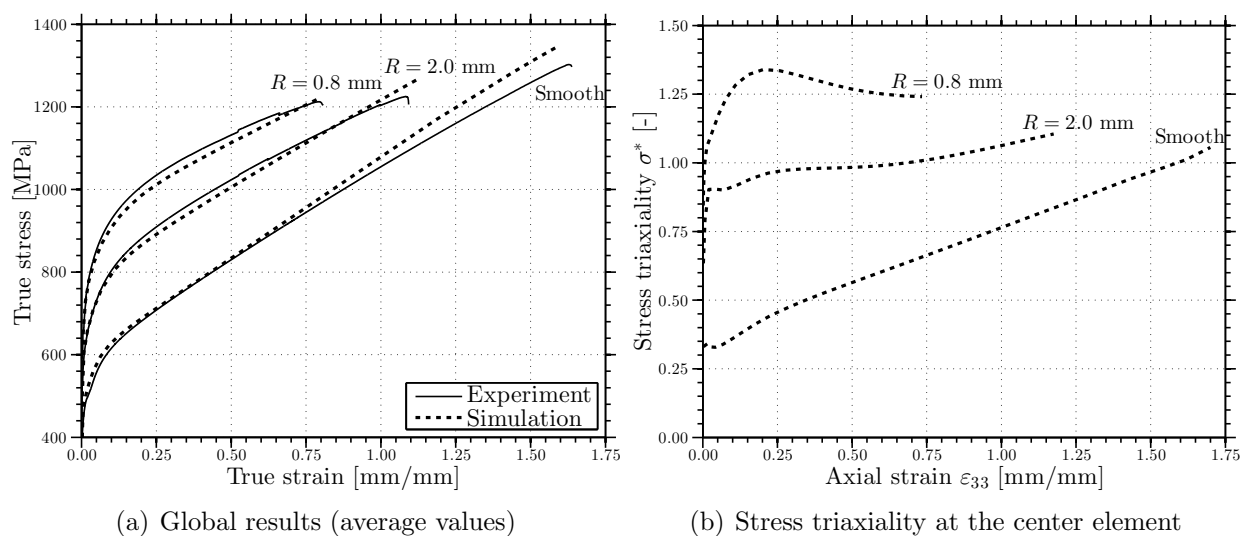 1400
1200
1000
800
600
400
True stress [MPa]
R = 0.8 mm
R = 2.0 mm
Smooth
Experiment
Simulation
0.00 0.25 0.50 0.75 1.00 1.25 1.50 1.75
True strain [mm/mm]
(a) Global results (average values)
1.50
1.25
1.00
0.75
0.50
0.25
0.00
Stress triaxiality σ* [-]
R = 0.8 mm
R = 2.0 mm
Smooth
0.00 0.25 0.50 0.75 1.00 1.25 1.50 1.75
Axial strain ε₃₃ [mm/mm]
(b) Stress triaxiality at the center element